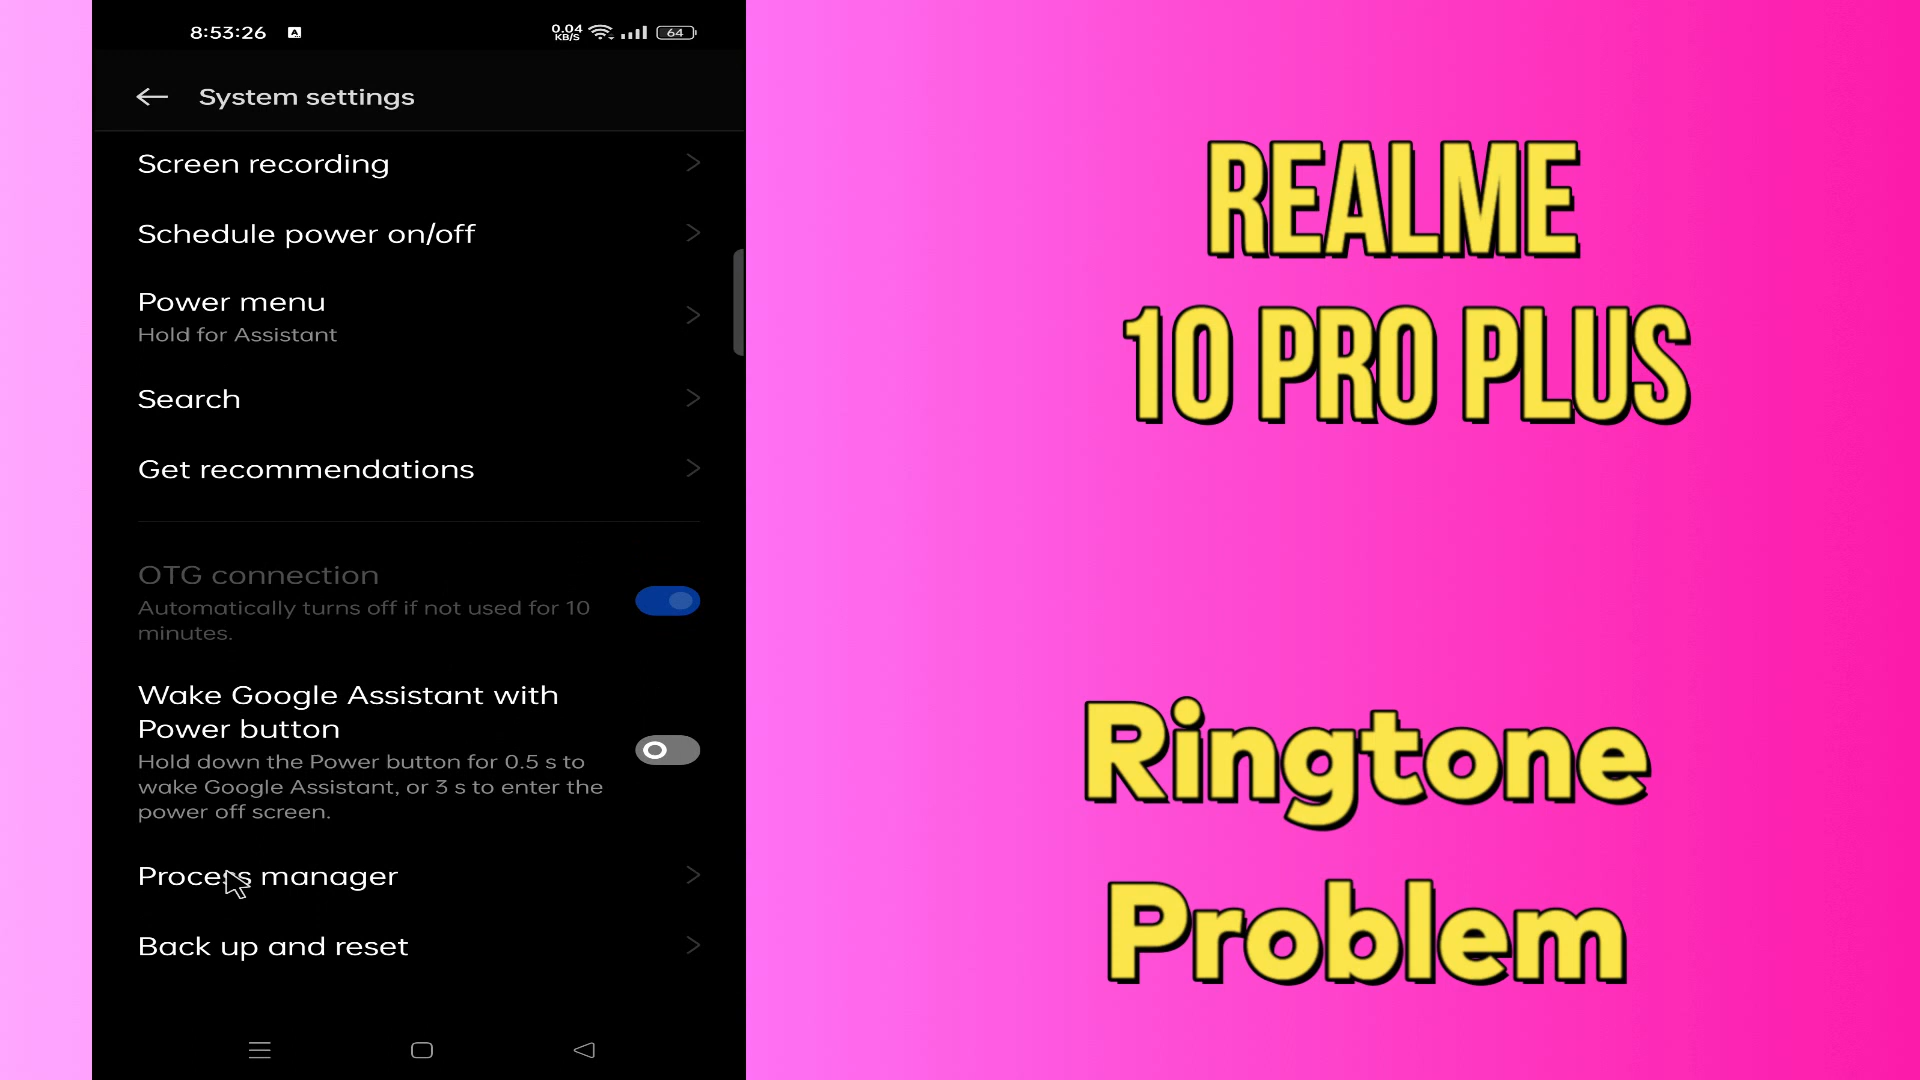 8:53:26
0.04
KB/S
64
System settings
Screen recording
Schedule power on/off
Power menu
Hold for Assistant
Search
Get recommendations
OTG connection
Automatically turns off if not used for 10
minutes.
Wake Google Assistant with
Power button
Hold down the Power button for 0.5 s to
wake Google Assistant, or 3 s to enter the
power off screen.
Process manager
Back up and reset
REALME
10 PRO PLUS
Ringtone
Problem